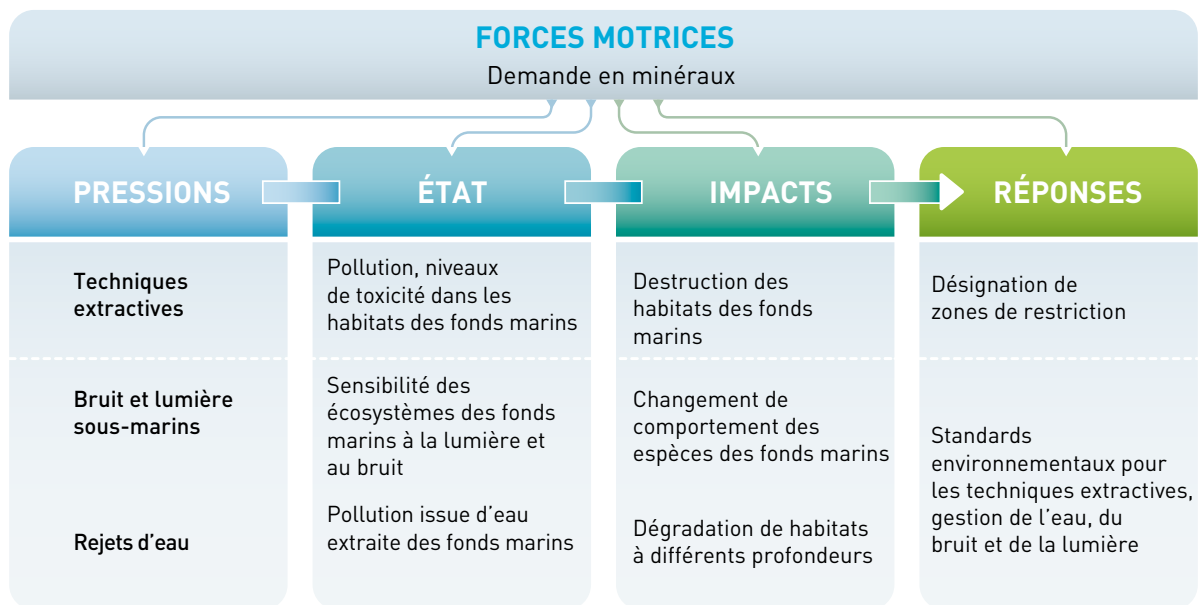 FORCES MOTRICES
Demande en minéraux
PRESSIONS
ÉTAT
IMPACTS
RÉPONSES
Techniques
extractives
Pollution, niveaux
de toxicité dans les
habitats des fonds marins
Destruction des
habitats des fonds
marins
Désignation de
zones de restriction
Bruit et lumière
sous-marins
Sensibilité des
écosystèmes des fonds
marins à la lumière et
au bruit
Changement de
comportement des
espèces des fonds marins
Standards
environnementaux pour
les techniques extractives,
gestion de l'eau, du
bruit et de la lumière
Rejets d'eau
Pollution issue d'eau
extraite des fonds marins
Dégradation de habitats
à différents profondeurs